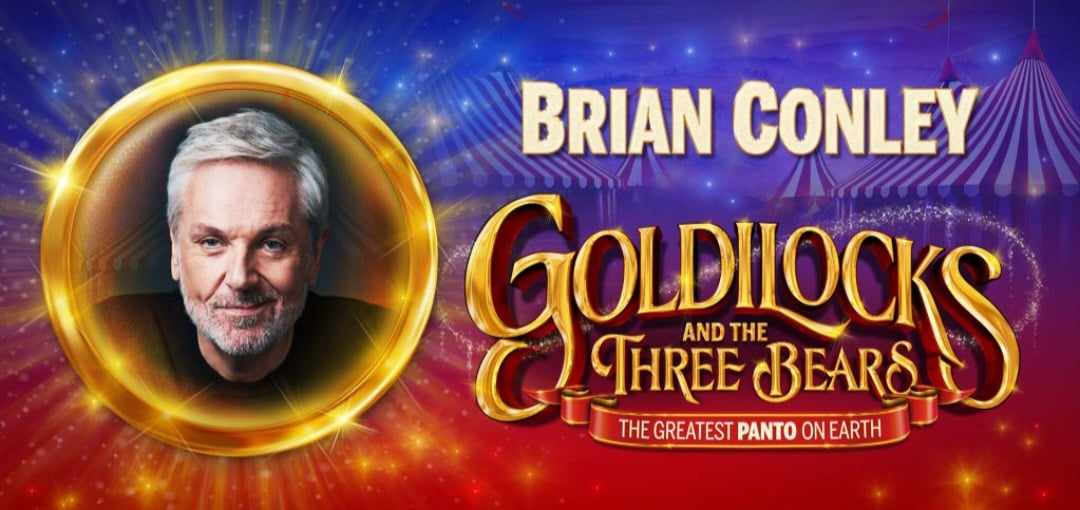 BRIAN CONLEY
GOLDILOCKS
AND THE
THREE BEARS
THE GREATEST PANTO ON EARTH